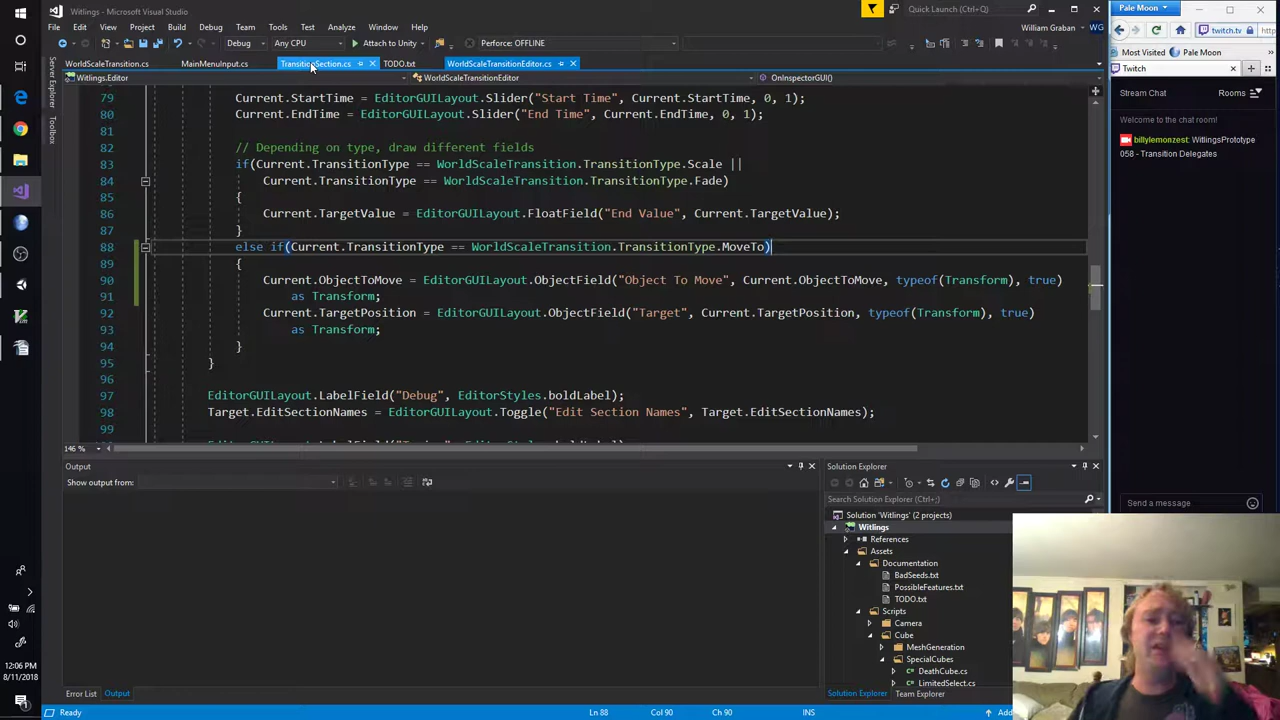 Witlings - Microsoft Visual Studio
Quick Launch (Ctrl+Q)
Pale Moon
File Edit View Project Build Debug Team Tools Test Analyze Window Help
William Graban WG
Debug Any CPU Attach to Unity Perforce: OFFLINE
twitch.tv
http
Most Visited Pale Moon
WorldScaleTransition.cs MainMenuInput.cs TransitionSection.cs TODO.txt WorldScaleTransitionEditor.cs
Twitch
Witlings.Editor WorldScaleTransitionEditor OnInspectorGUI()
Server Explorer
Toolbox
79 Current.StartTime = EditorGUILayout.Slider("Start Time", Current.StartTime, 0, 1);
80 Current.EndTime = EditorGUILayout.Slider("End Time", Current.EndTime, 0, 1);
81
82 // Depending on type, draw different fields
83 if(Current.TransitionType == WorldScaleTransition.TransitionType.Scale ||
84 Current.TransitionType == WorldScaleTransition.TransitionType.Fade)
85 {
86 Current.TargetValue = EditorGUILayout.FloatField("End Value", Current.TargetValue);
87 }
88 else if(Current.TransitionType == WorldScaleTransition.TransitionType.MoveTo)
89 {
90 Current.ObjectToMove = EditorGUILayout.ObjectField("Object To Move", Current.ObjectToMove, typeof(Transform), true)
91 as Transform;
92 Current.TargetPosition = EditorGUILayout.ObjectField("Target", Current.TargetPosition, typeof(Transform), true)
93 as Transform;
94 }
95 }
96
97 EditorGUILayout.LabelField("Debug", EditorStyles.boldLabel);
98 Target.EditSectionNames = EditorGUILayout.Toggle("Edit Section Names", Target.EditSectionNames);
99
146 %
Stream Chat Rooms
Welcome to the chat room!
billylemonzest: WitlingsPrototype
058 - Transition Delegates
Send a message
Output
Show output from:
Solution Explorer
Search Solution Explorer (Ctrl+;)
Solution 'Witlings' (2 projects)
Witlings
References
Assets
Documentation
BadSeeds.txt
PossibleFeatures.txt
TODO.txt
Scripts
Camera
Cube
MeshGeneration
SpecialCubes
DeathCube.cs
LimitedSelect.cs
Error List Output
Solution Explorer Team Explorer
12:06 PM
8/11/2018
Ready Ln 88 Col 90 Ch 90 INS Add